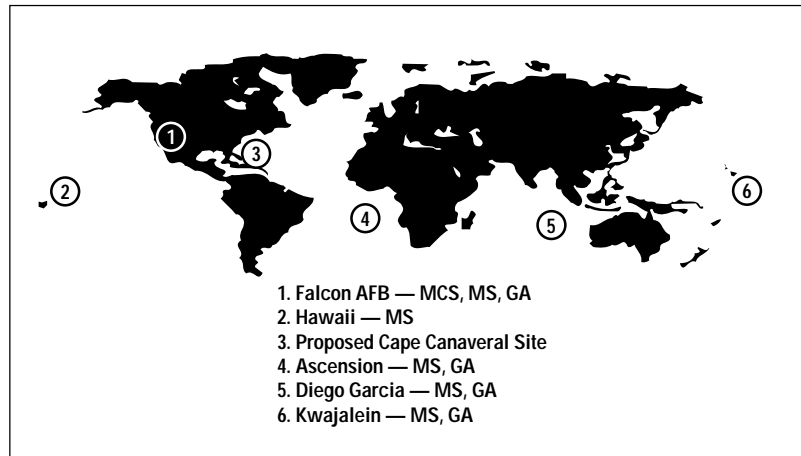 1
2
3
4
5
6
1. Falcon AFB — MCS, MS, GA
2. Hawaii — MS
3. Proposed Cape Canaveral Site
4. Ascension — MS, GA
5. Diego Garcia — MS, GA
6. Kwajalein — MS, GA